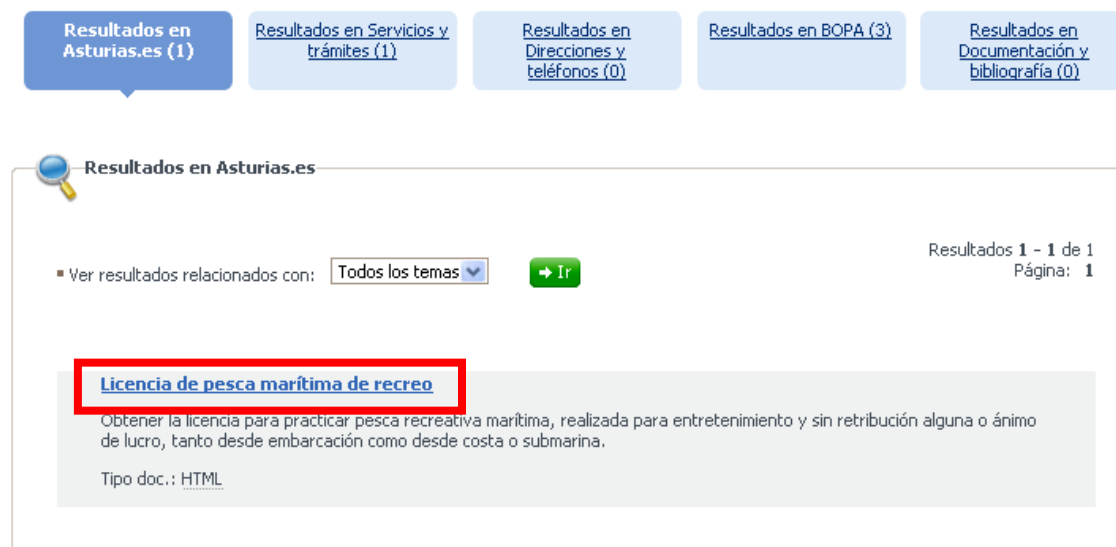 Resultados en
Asturias.es (1)
Resultados en Servicios y
trámites (1)
Resultados en
Direcciones y
teléfonos (0)
Resultados en BOPA (3)
Resultados en
Documentación y
bibliografía (0)
Resultados en Asturias.es
Resultados 1 - 1 de 1
Página: 1
Ver resultados relacionados con: Todos los temas Ir
Licencia de pesca marítima de recreo
Obtener la licencia para practicar pesca recreativa marítima, realizada para entretenimiento y sin retribución alguna o ánimo
de lucro, tanto desde embarcación como desde costa o submarina.
Tipo doc.: HTML